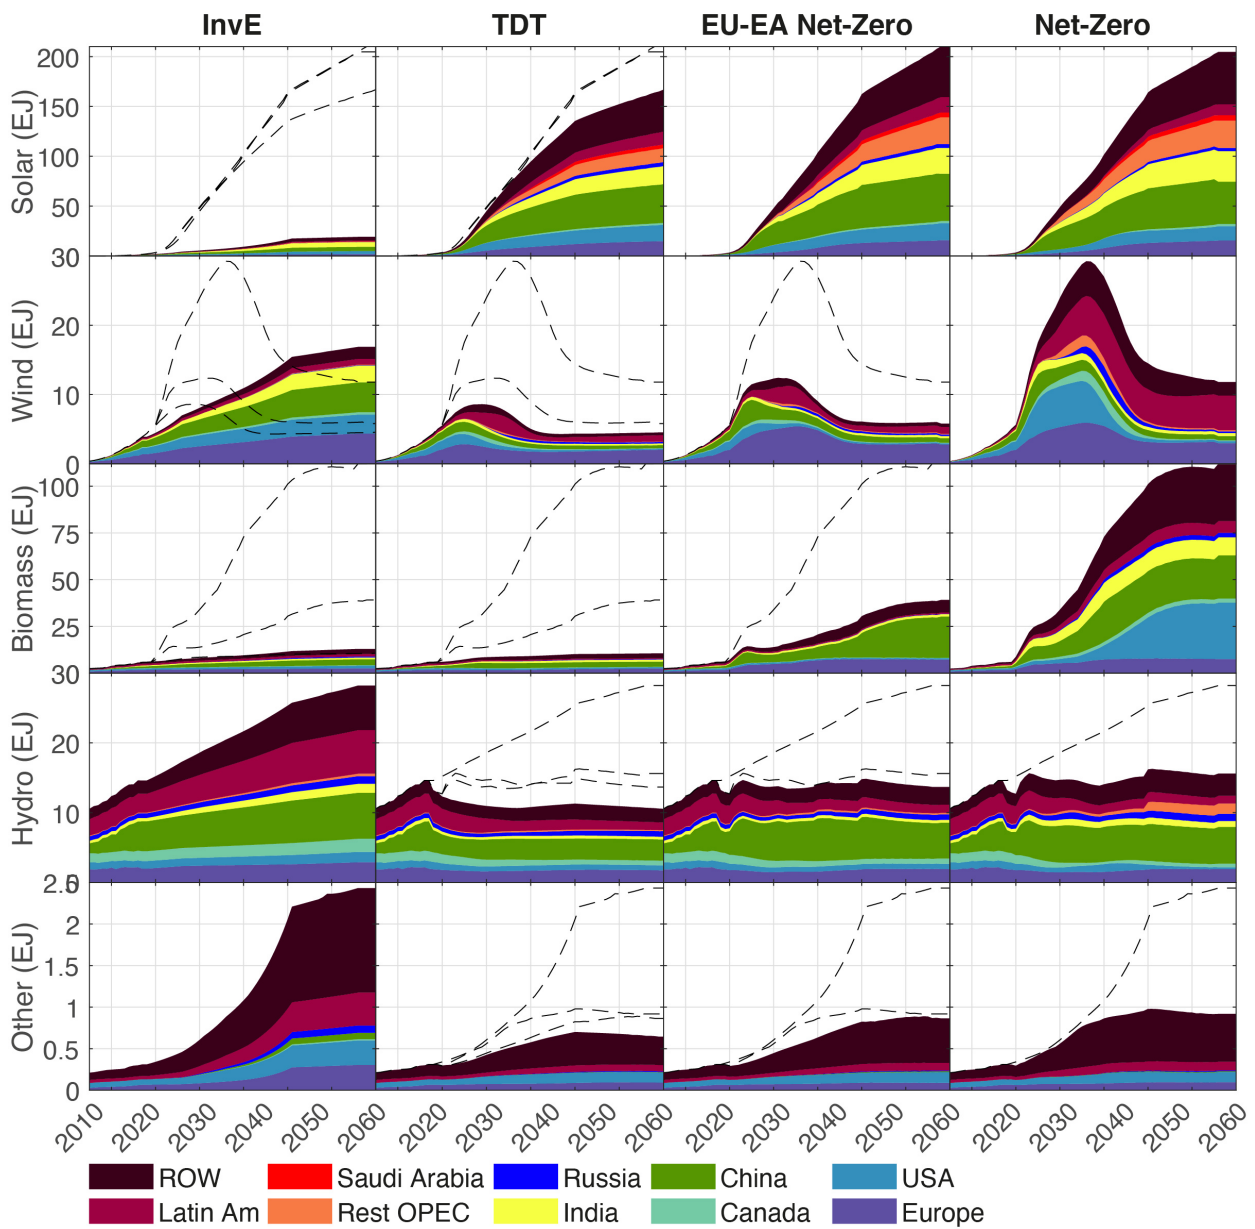 InvE TDT EU-EA Net-Zero Net-Zero
Solar (EJ)
200
150
100
50
30
Wind (EJ)
30
20
10
0
Biomass (EJ)
100
75
50
25
30
Hydro (EJ)
20
10
2.5
Other (EJ)
2
1.5
1
0.5
0
2010 2020 2030 2040 2050 2060 2020 2030 2040 2050 2060 2020 2030 2040 2050 2060 2020 2030 2040 2050 2060
ROW Saudi Arabia Russia China USA
Latin Am Rest OPEC India Canada Europe